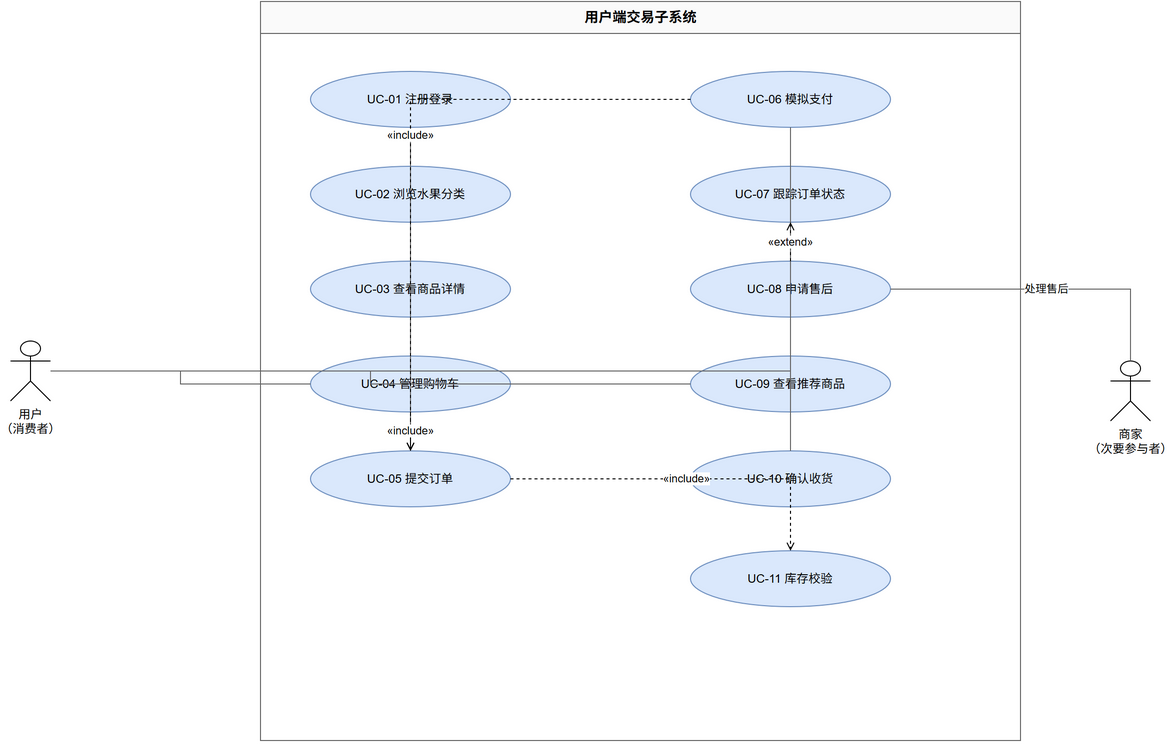 用户端交易子系统
UC-01 注册登录
UC-06 模拟支付
«include»
UC-02 浏览水果分类
UC-07 跟踪订单状态
«extend»
UC-03 查看商品详情
UC-08 申请售后
处理售后
UC-04 管理购物车
UC-09 查看推荐商品
用户
（消费者）
商家
（次要参与者）
«include»
UC-05 提交订单
«include»
UC-10 确认收货
UC-11 库存校验